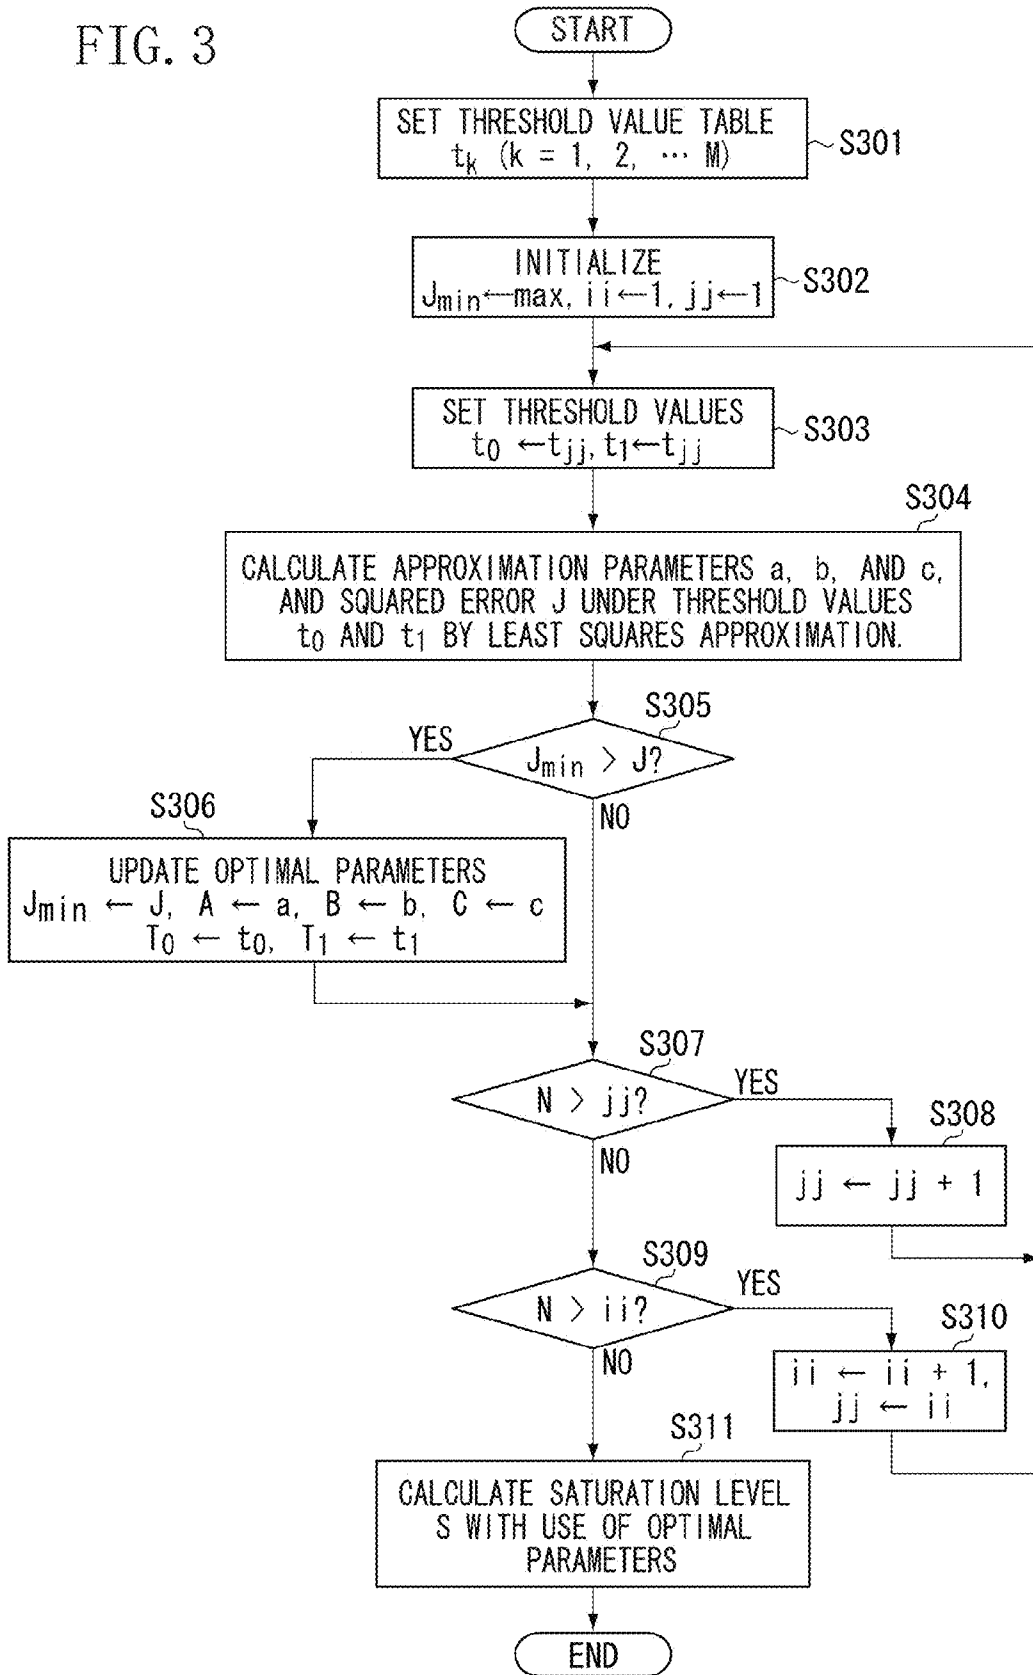 FIG. 3
START
SET THRESHOLD VALUE TABLE
tk (k = 1, 2, ··· M)
S301
INITIALIZE
Jmin←max, ii←1, jj←1
S302
SET THRESHOLD VALUES
t0 ←tjj, t1←tjj
S303
S304
CALCULATE APPROXIMATION PARAMETERS a, b, AND c,
AND SQUARED ERROR J UNDER THRESHOLD VALUES
t0 AND t1 BY LEAST SQUARES APPROXIMATION.
S305
Jmin > J?
YES
NO
S306
UPDATE OPTIMAL PARAMETERS
Jmin ← J, A ← a, B ← b, C ← c
T0 ← t0, T1 ← t1
S307
N > jj?
YES
NO
S308
jj ← jj + 1
S309
N > ii?
YES
NO
S310
ii ← ii + 1,
jj ← ii
S311
CALCULATE SATURATION LEVEL
S WITH USE OF OPTIMAL
PARAMETERS
END